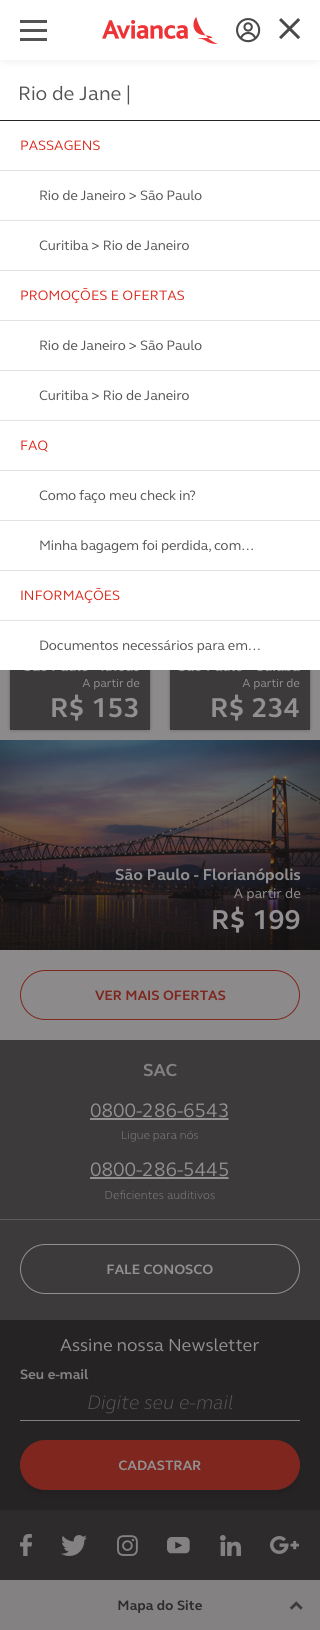 Avianca
Rio de Jane |
PASSAGENS
Rio de Janeiro > São Paulo
Curitiba > Rio de Janeiro
PROMOÇÕES E OFERTAS
Rio de Janeiro > São Paulo
Curitiba > Rio de Janeiro
FAQ
Como faço meu check in?
Minha bagagem foi perdida, com...
INFORMAÇÕES
Documentos necessários para em...
A partir de
R$ 153
A partir de
R$ 234
São Paulo - Florianópolis
A partir de
R$ 199
VER MAIS OFERTAS
SAC
0800-286-6543
Ligue para nós
0800-286-5445
Deficientes auditivos
FALE CONOSCO
Assine nossa Newsletter
Seu e-mail
Digite seu e-mail
CADASTRAR
Mapa do Site